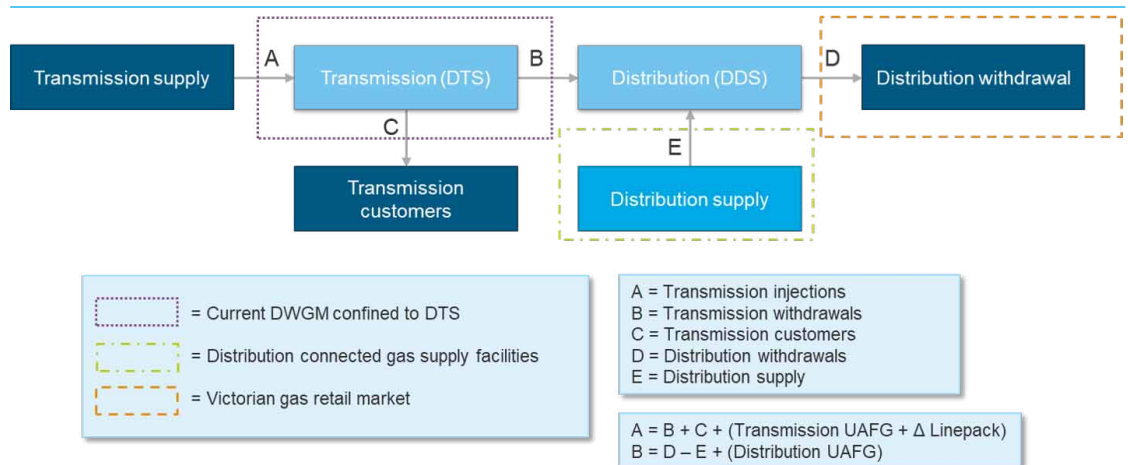 A
B
D
Transmission supply
Transmission (DTS)
Distribution (DDS)
Distribution withdrawal
C
E
Transmission
customers
Distribution supply
= Current DWGM confined to DTS
= Distribution connected gas supply facilities
= Victorian gas retail market
A = Transmission injections
B = Transmission withdrawals
C = Transmission customers
D = Distribution withdrawals
E = Distribution supply
A = B + C + (Transmission UAFG + Δ Linepack)
B = D – E + (Distribution UAFG)